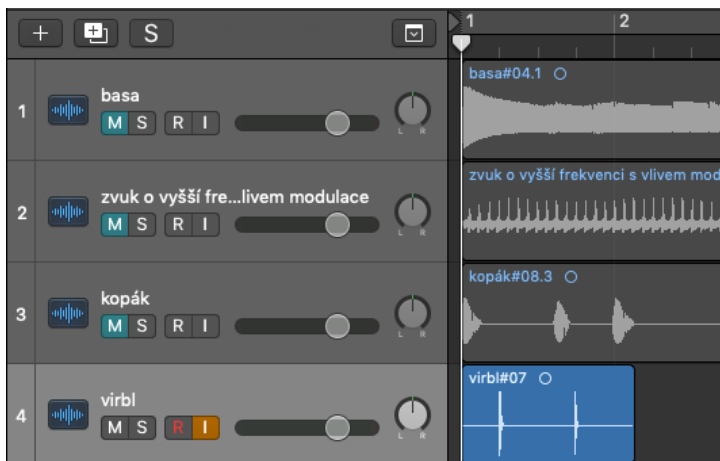 + S
1 2
1 basa
M S R I
L R
basa#04.1
2 zvuk o vyšší fre...livem modulace
M S R I
L R
zvuk o vyšší frekvenci s vlivem mod
3 kopák
M S R I
L R
kopák#08.3
4 virbl
M S R I
L R
virbl#07